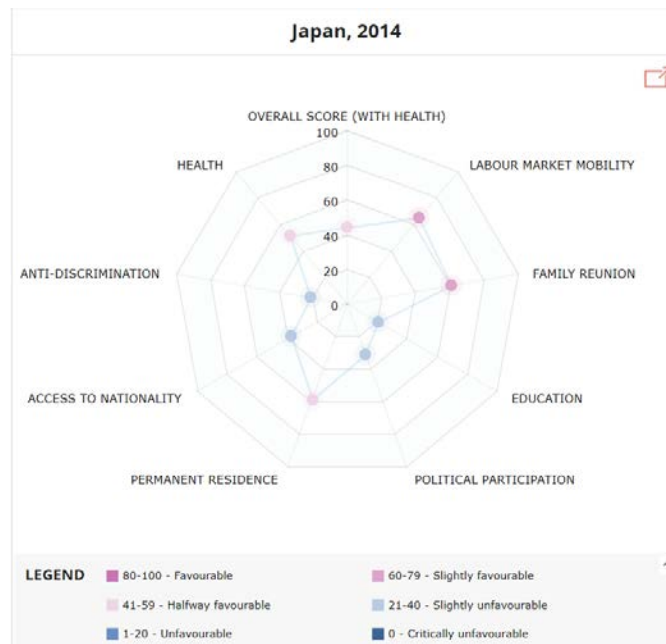 Japan, 2014
OVERALL SCORE (WITH HEALTH)
100
HEALTH
LABOUR MARKET MOBILITY
80
60
40
ANTI-DISCRIMINATION
FAMILY REUNION
20
0
ACCESS TO NATIONALITY
EDUCATION
PERMANENT RESIDENCE
POLITICAL PARTICIPATION
LEGEND
80-100 - Favourable
60-79 - Slightly favourable
41-59 - Halfway favourable
21-40 - Slightly unfavourable
1-20 - Unfavourable
0 - Critically unfavourable